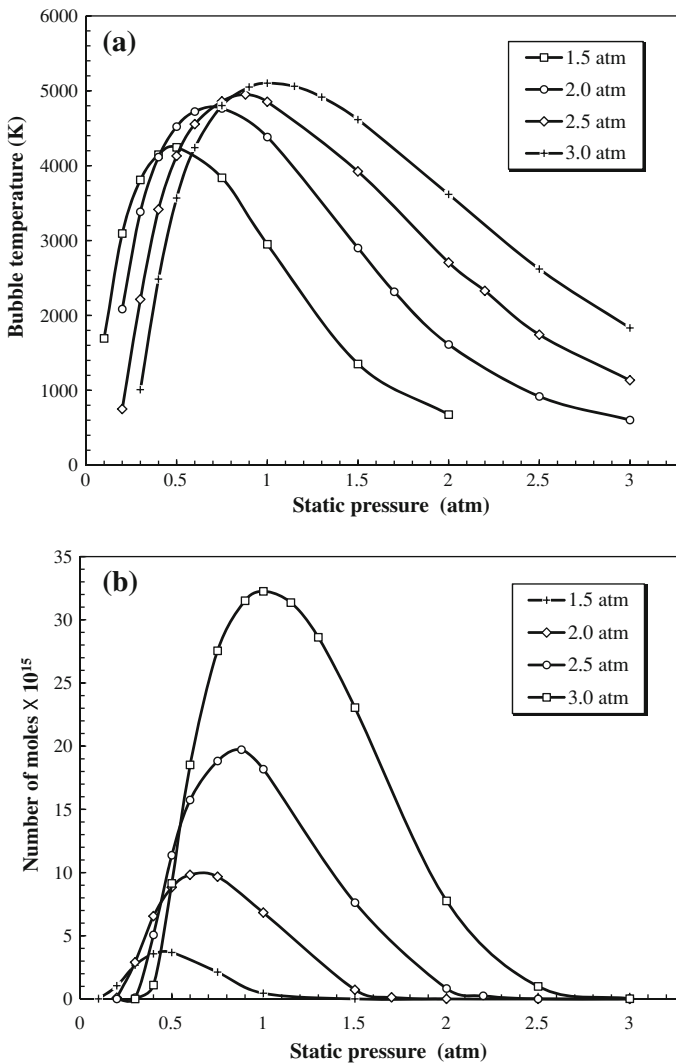 (a)
6000
5000
4000
3000
2000
1000
0
Bubble temperature (K)
1.5 atm
2.0 atm
2.5 atm
3.0 atm
0 0.5 1 1.5 2 2.5 3
Static pressure (atm)
(b)
35
30
25
20
15
10
5
0
Number of moles X 10¹⁵
1.5 atm
2.0 atm
2.5 atm
3.0 atm
0 0.5 1 1.5 2 2.5 3
Static pressure (atm)